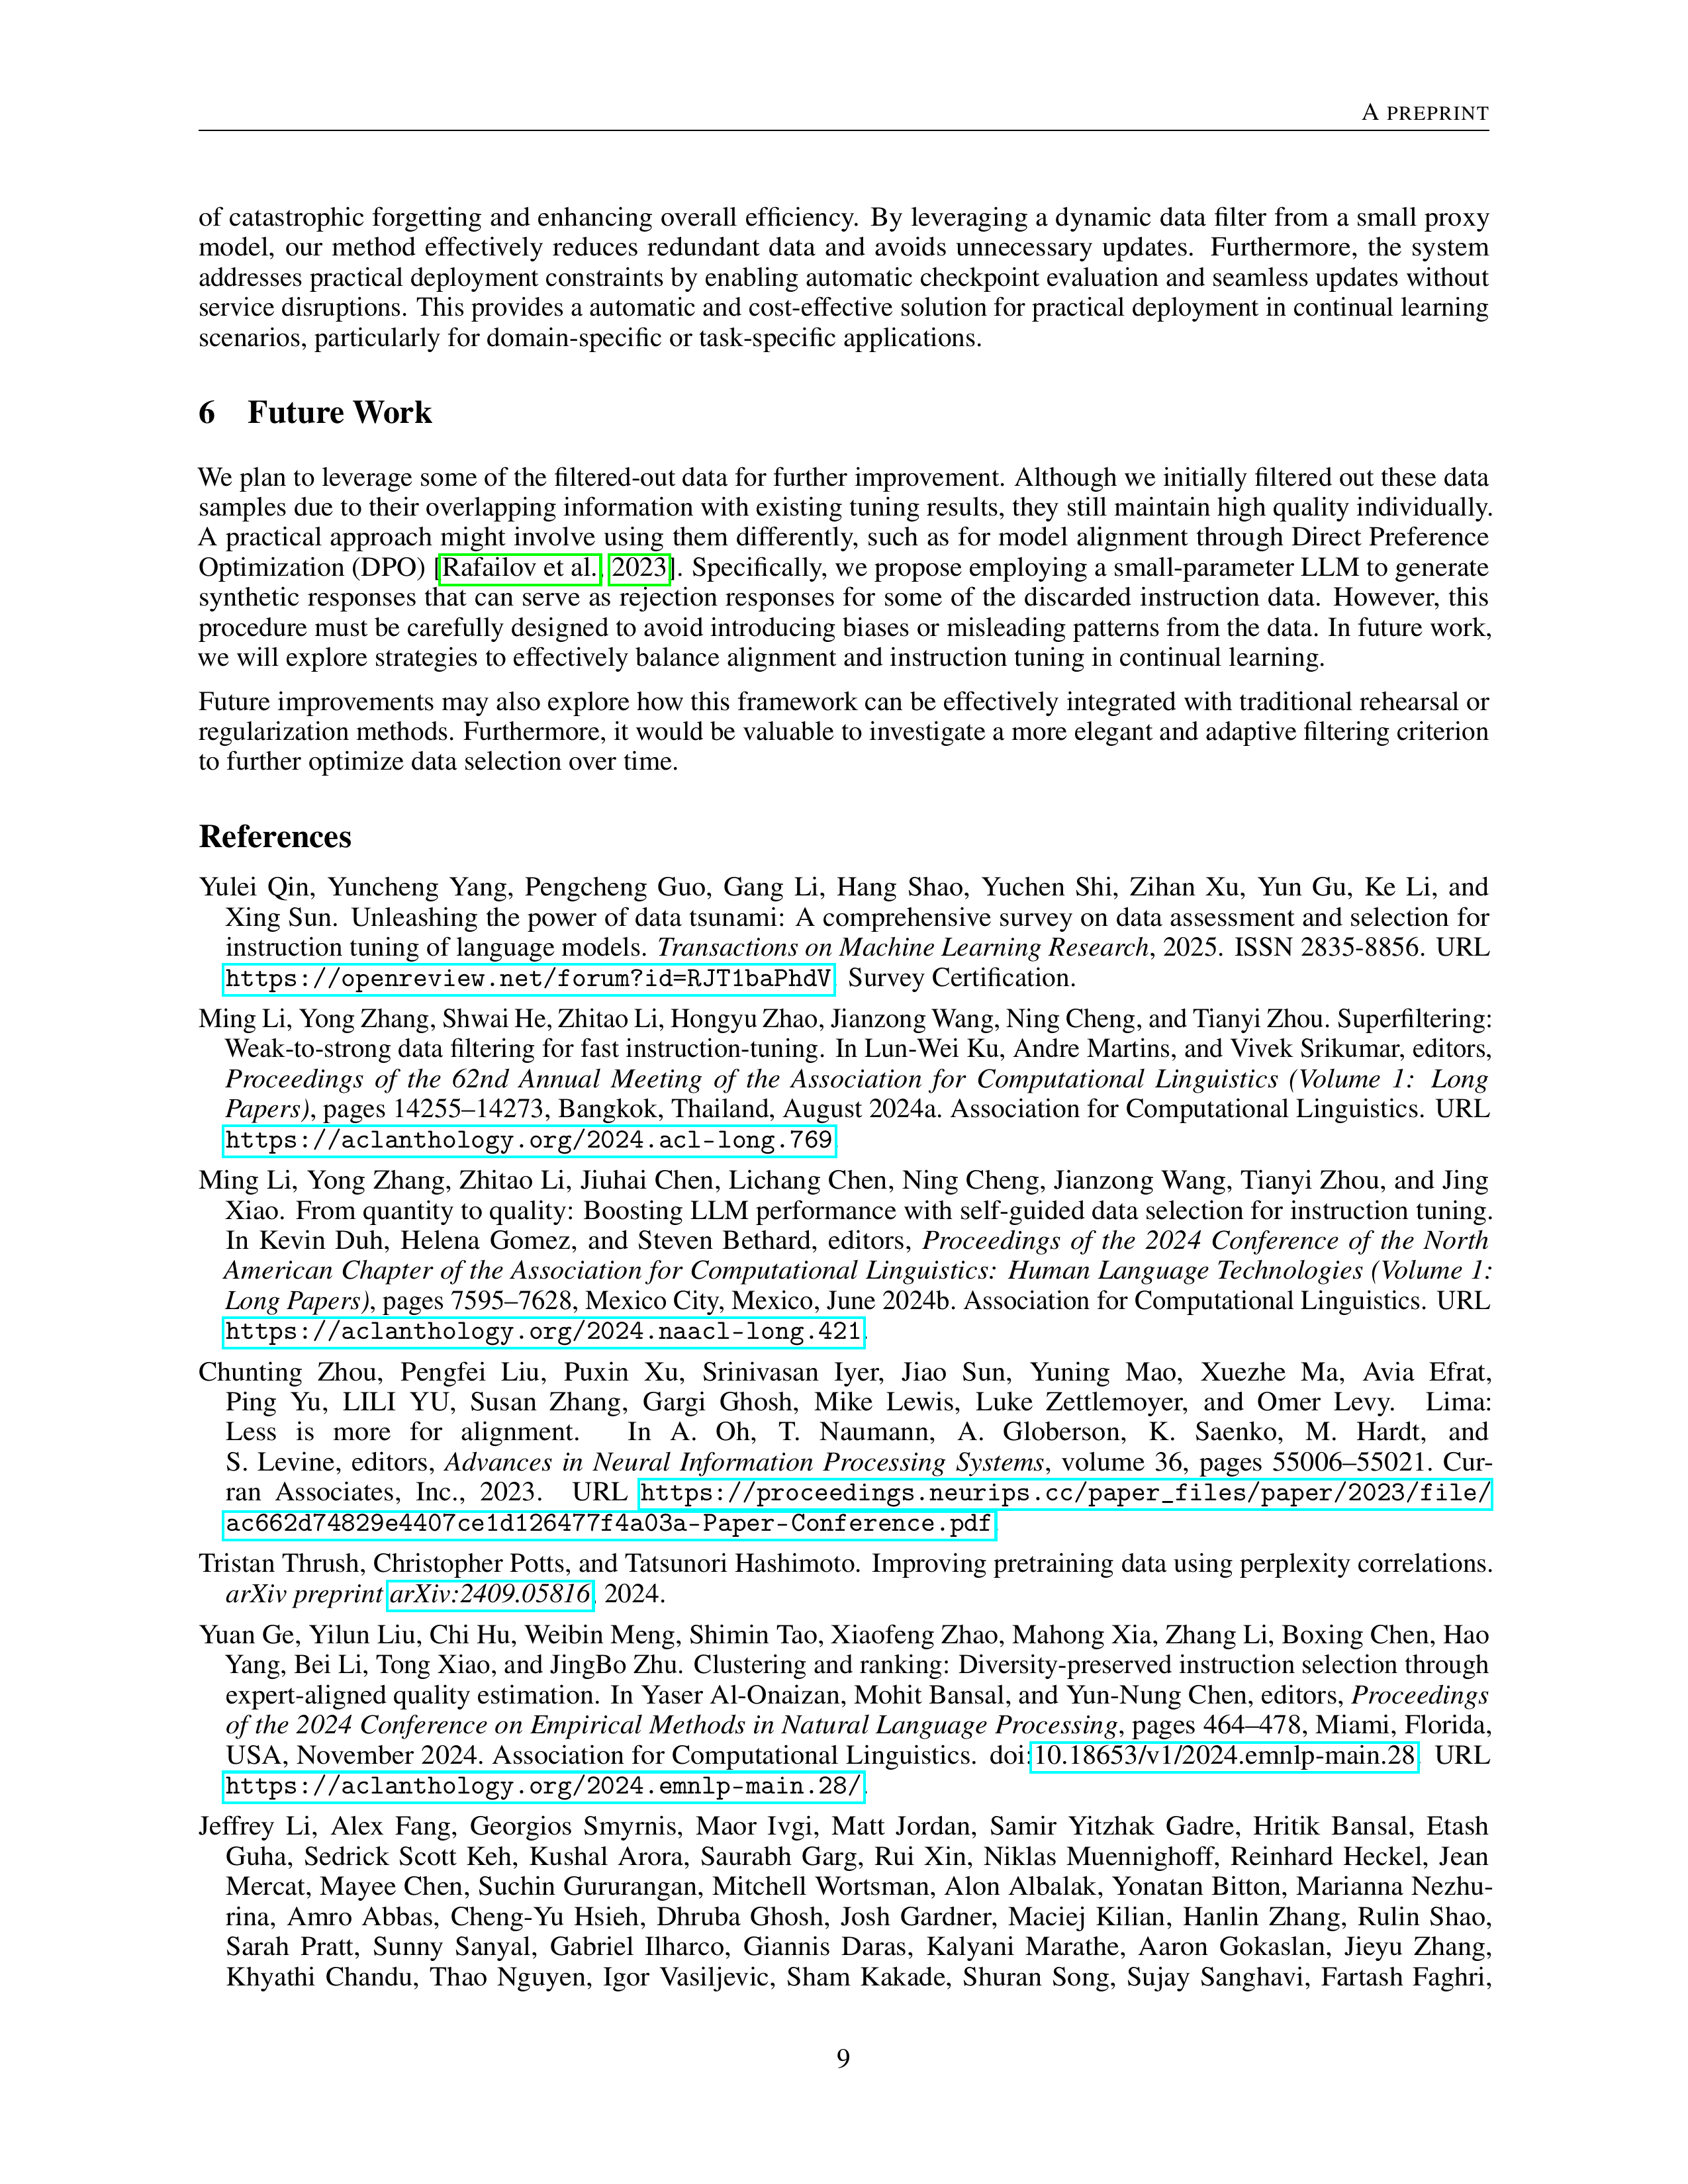 A PREPRINT
of catastrophic forgetting and enhancing overall efficiency. By leveraging a dynamic data filter from a small proxy
model, our method effectively reduces redundant data and avoids unnecessary updates. Furthermore, the system
addresses practical deployment constraints by enabling automatic checkpoint evaluation and seamless updates without
service disruptions. This provides a automatic and cost-effective solution for practical deployment in continual learning
scenarios, particularly for domain-specific or task-specific applications.
6 Future Work
We plan to leverage some of the filtered-out data for further improvement. Although we initially filtered out these data
samples due to their overlapping information with existing tuning results, they still maintain high quality individually.
A practical approach might involve using them differently, such as for model alignment through Direct Preference
Optimization (DPO) [Rafailov et al., 2023]. Specifically, we propose employing a small-parameter LLM to generate
synthetic responses that can serve as rejection responses for some of the discarded instruction data. However, this
procedure must be carefully designed to avoid introducing biases or misleading patterns from the data. In future work,
we will explore strategies to effectively balance alignment and instruction tuning in continual learning.
Future improvements may also explore how this framework can be effectively integrated with traditional rehearsal or
regularization methods. Furthermore, it would be valuable to investigate a more elegant and adaptive filtering criterion
to further optimize data selection over time.
References
Yulei Qin, Yuncheng Yang, Pengcheng Guo, Gang Li, Hang Shao, Yuchen Shi, Zihan Xu, Yun Gu, Ke Li, and
Xing Sun. Unleashing the power of data tsunami: A comprehensive survey on data assessment and selection for
instruction tuning of language models. Transactions on Machine Learning Research, 2025. ISSN 2835-8856. URL
https://openreview.net/forum?id=RJT1baPhdV. Survey Certification.
Ming Li, Yong Zhang, Shwai He, Zhitao Li, Hongyu Zhao, Jianzong Wang, Ning Cheng, and Tianyi Zhou. Superfiltering:
Weak-to-strong data filtering for fast instruction-tuning. In Lun-Wei Ku, Andre Martins, and Vivek Srikumar, editors,
Proceedings of the 62nd Annual Meeting of the Association for Computational Linguistics (Volume 1: Long
Papers), pages 14255–14273, Bangkok, Thailand, August 2024a. Association for Computational Linguistics. URL
https://aclanthology.org/2024.acl-long.769.
Ming Li, Yong Zhang, Zhitao Li, Jiuhai Chen, Lichang Chen, Ning Cheng, Jianzong Wang, Tianyi Zhou, and Jing
Xiao. From quantity to quality: Boosting LLM performance with self-guided data selection for instruction tuning.
In Kevin Duh, Helena Gomez, and Steven Bethard, editors, Proceedings of the 2024 Conference of the North
American Chapter of the Association for Computational Linguistics: Human Language Technologies (Volume 1:
Long Papers), pages 7595–7628, Mexico City, Mexico, June 2024b. Association for Computational Linguistics. URL
https://aclanthology.org/2024.naacl-long.421.
Chunting Zhou, Pengfei Liu, Puxin Xu, Srinivasan Iyer, Jiao Sun, Yuning Mao, Xuezhe Ma, Avia Efrat,
Ping Yu, LILI YU, Susan Zhang, Gargi Ghosh, Mike Lewis, Luke Zettlemoyer, and Omer Levy. Lima:
Less is more for alignment. In A. Oh, T. Naumann, A. Globerson, K. Saenko, M. Hardt, and
S. Levine, editors, Advances in Neural Information Processing Systems, volume 36, pages 55006–55021. Cur-
ran Associates, Inc., 2023. URL https://proceedings.neurips.cc/paper_files/paper/2023/file/
ac662d74829e4407ce1d126477f4a03a-Paper-Conference.pdf.
Tristan Thrush, Christopher Potts, and Tatsunori Hashimoto. Improving pretraining data using perplexity correlations.
arXiv preprint arXiv:2409.05816, 2024.
Yuan Ge, Yilun Liu, Chi Hu, Weibin Meng, Shimin Tao, Xiaofeng Zhao, Mahong Xia, Zhang Li, Boxing Chen, Hao
Yang, Bei Li, Tong Xiao, and JingBo Zhu. Clustering and ranking: Diversity-preserved instruction selection through
expert-aligned quality estimation. In Yaser Al-Onaizan, Mohit Bansal, and Yun-Nung Chen, editors, Proceedings
of the 2024 Conference on Empirical Methods in Natural Language Processing, pages 464–478, Miami, Florida,
USA, November 2024. Association for Computational Linguistics. doi:10.18653/v1/2024.emnlp-main.28. URL
https://aclanthology.org/2024.emnlp-main.28/.
Jeffrey Li, Alex Fang, Georgios Smyrnis, Maor Ivgi, Matt Jordan, Samir Yitzhak Gadre, Hritik Bansal, Etash
Guha, Sedrick Scott Keh, Kushal Arora, Saurabh Garg, Rui Xin, Niklas Muennighoff, Reinhard Heckel, Jean
Mercat, Mayee Chen, Suchin Gururangan, Mitchell Wortsman, Alon Albalak, Yonatan Bitton, Marianna Nezhu-
rina, Amro Abbas, Cheng-Yu Hsieh, Dhruba Ghosh, Josh Gardner, Maciej Kilian, Hanlin Zhang, Rulin Shao,
Sarah Pratt, Sunny Sanyal, Gabriel Ilharco, Giannis Daras, Kalyani Marathe, Aaron Gokaslan, Jieyu Zhang,
Khyathi Chandu, Thao Nguyen, Igor Vasiljevic, Sham Kakade, Shuran Song, Sujay Sanghavi, Fartash Faghri,
9